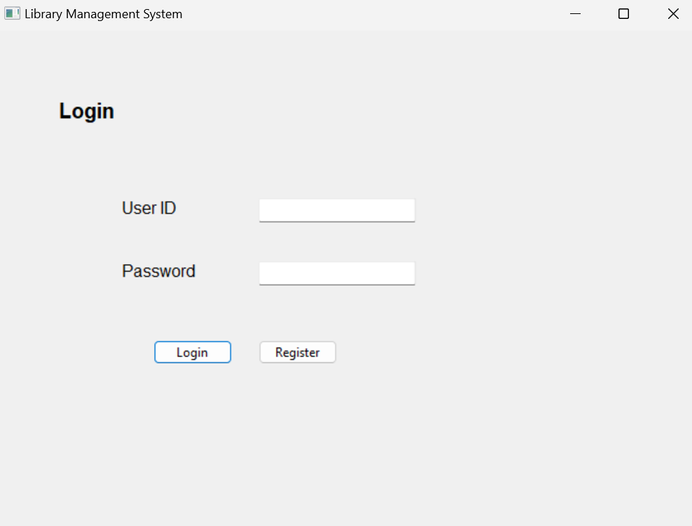 Library Management System
Login
User ID
Password
Login Register